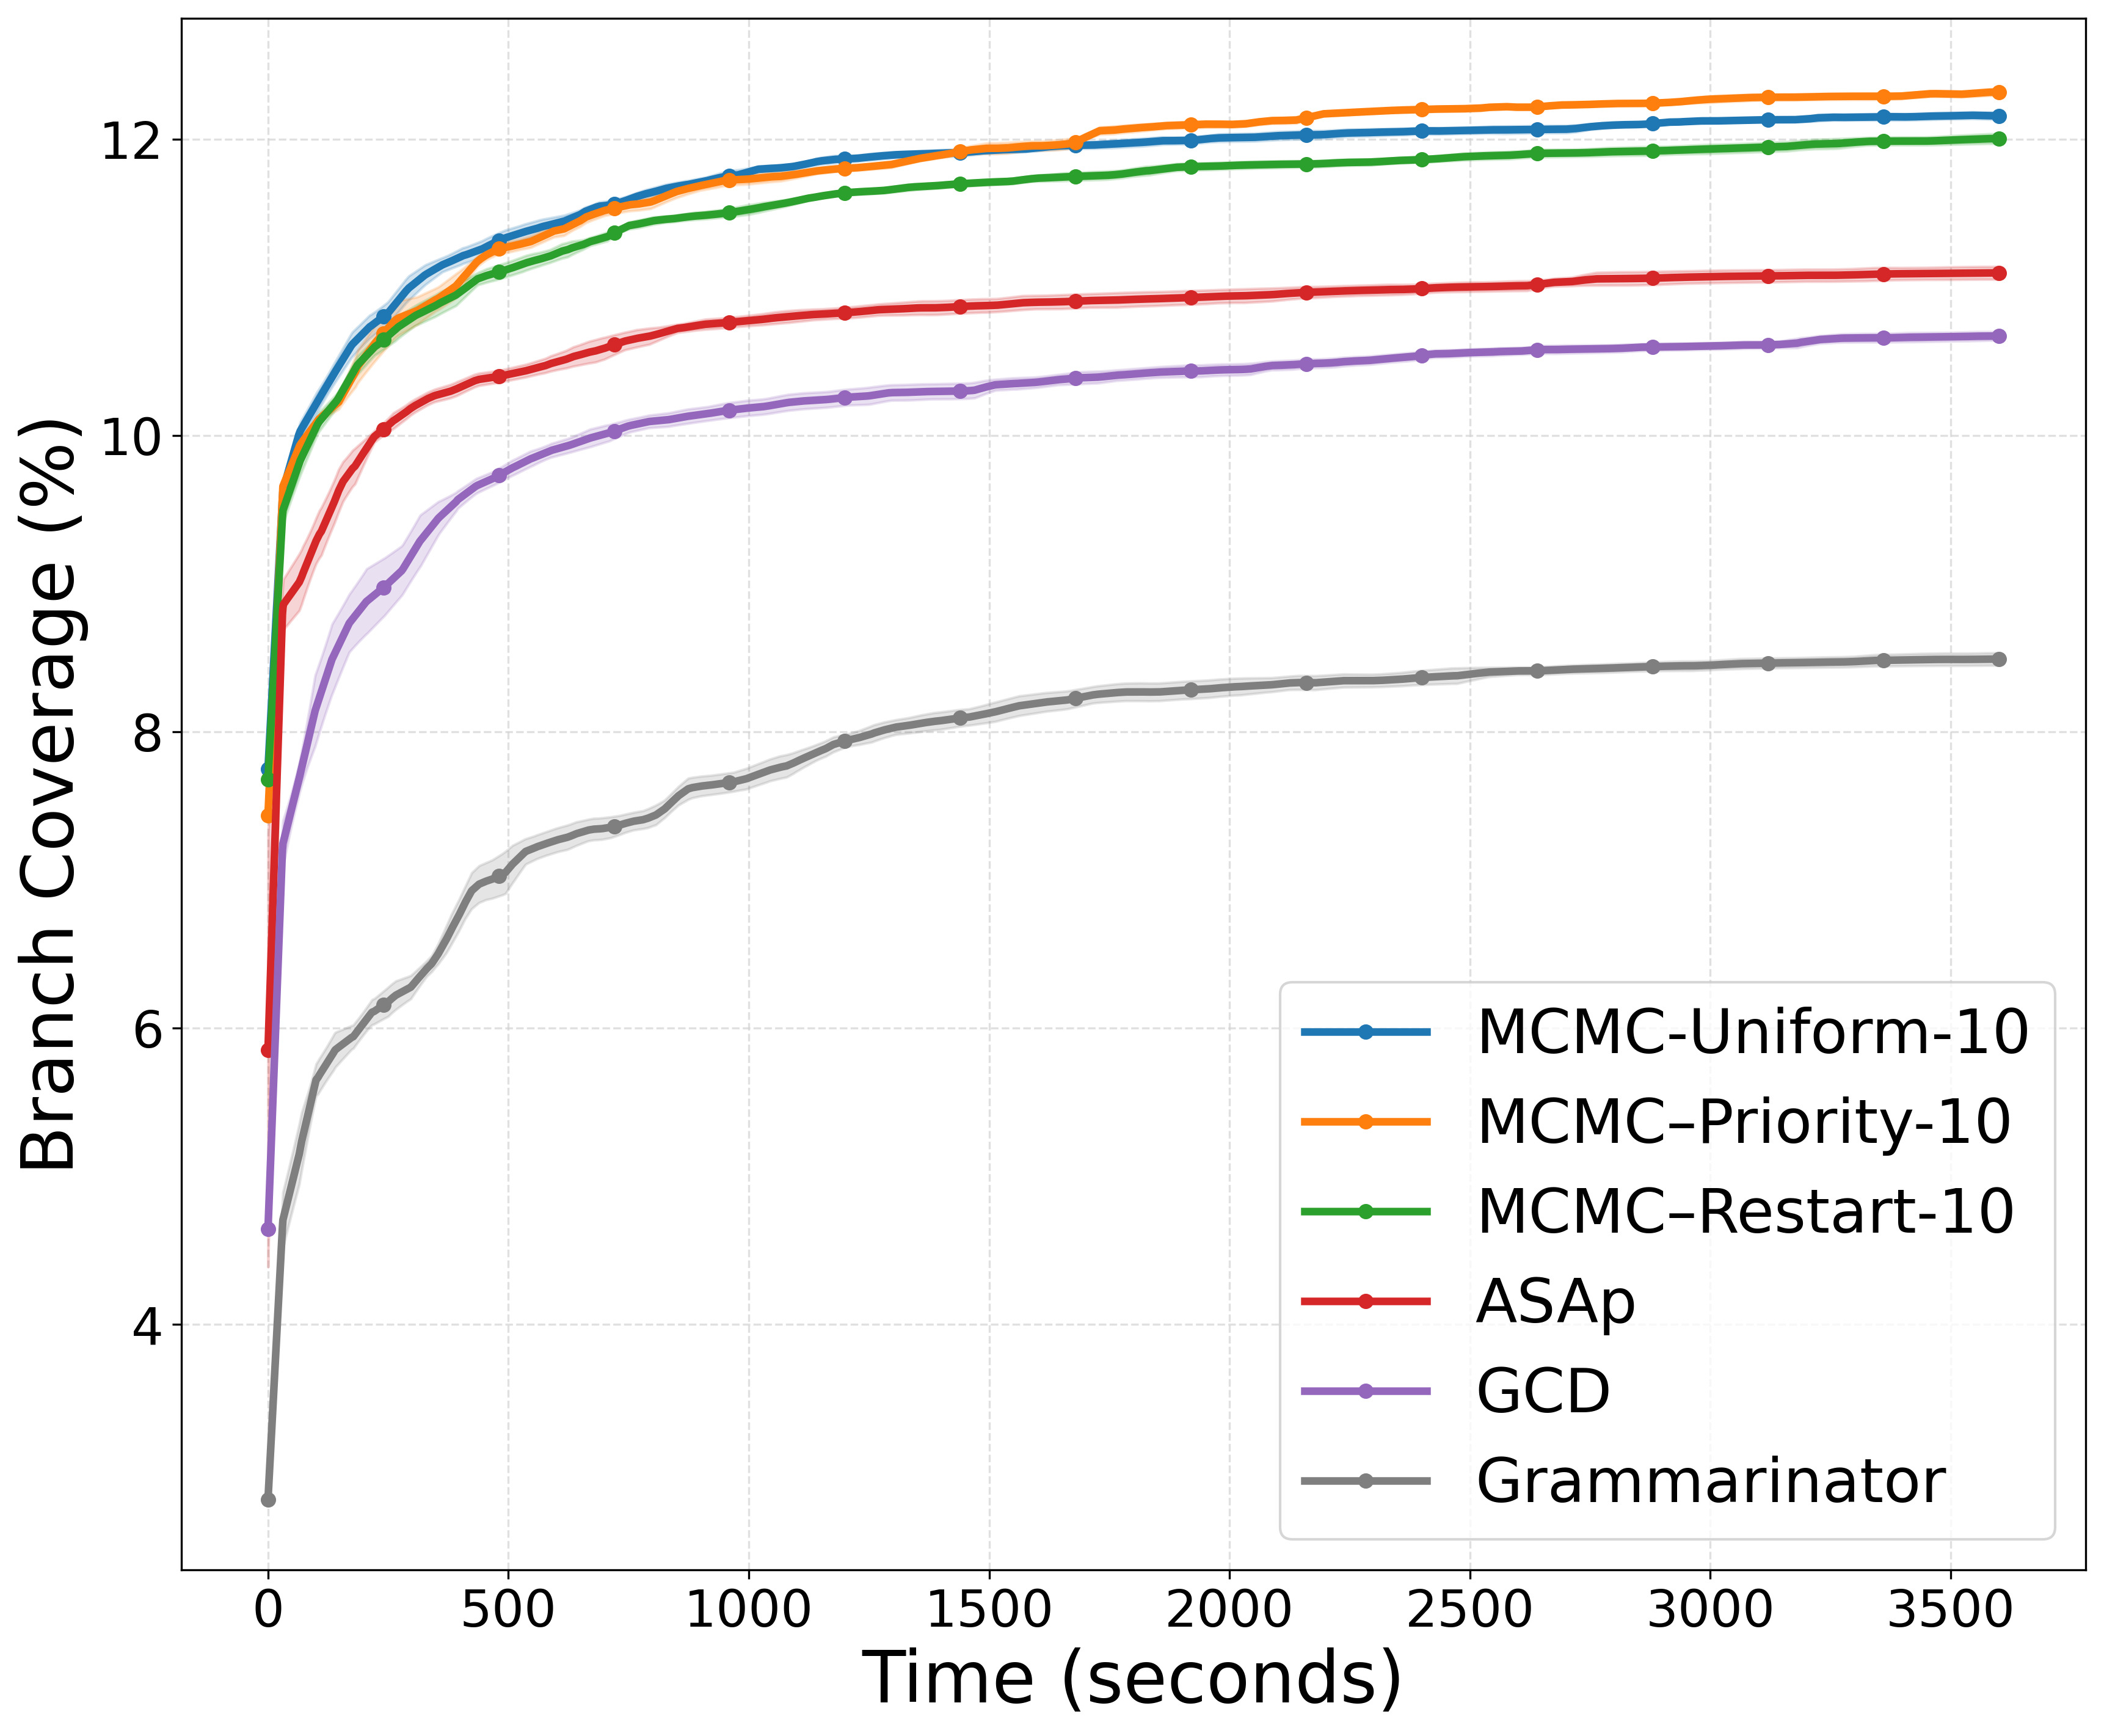 Branch Coverage (%)
12
10
8
6
4
MCMC-Uniform-10
MCMC–Priority-10
MCMC–Restart-10
ASAp
GCD
Grammarinator
0 500 1000 1500 2000 2500 3000 3500
Time (seconds)